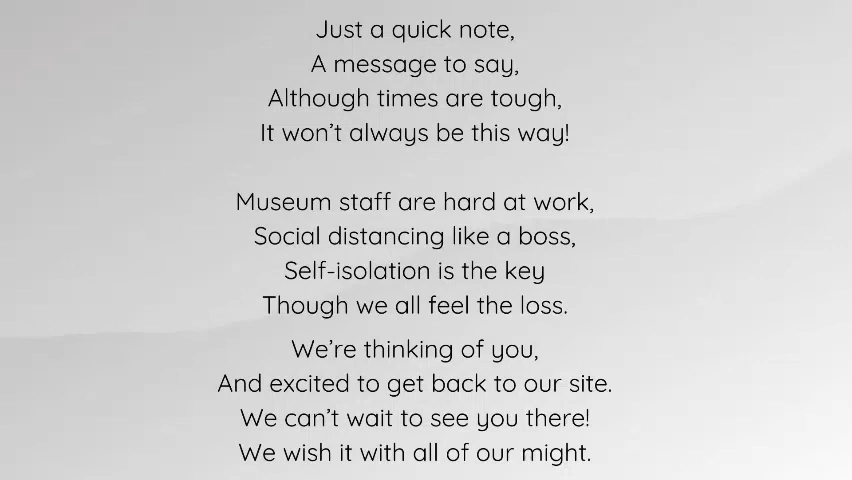 Just a quick note,
A message to say,
Although times are tough,
It won’t always be this way!
Museum staff are hard at work,
Social distancing like a boss,
Self-isolation is the key
Though we all feel the loss.
We’re thinking of you,
And excited to get back to our site.
We can’t wait to see you there!
We wish it with all of our might.